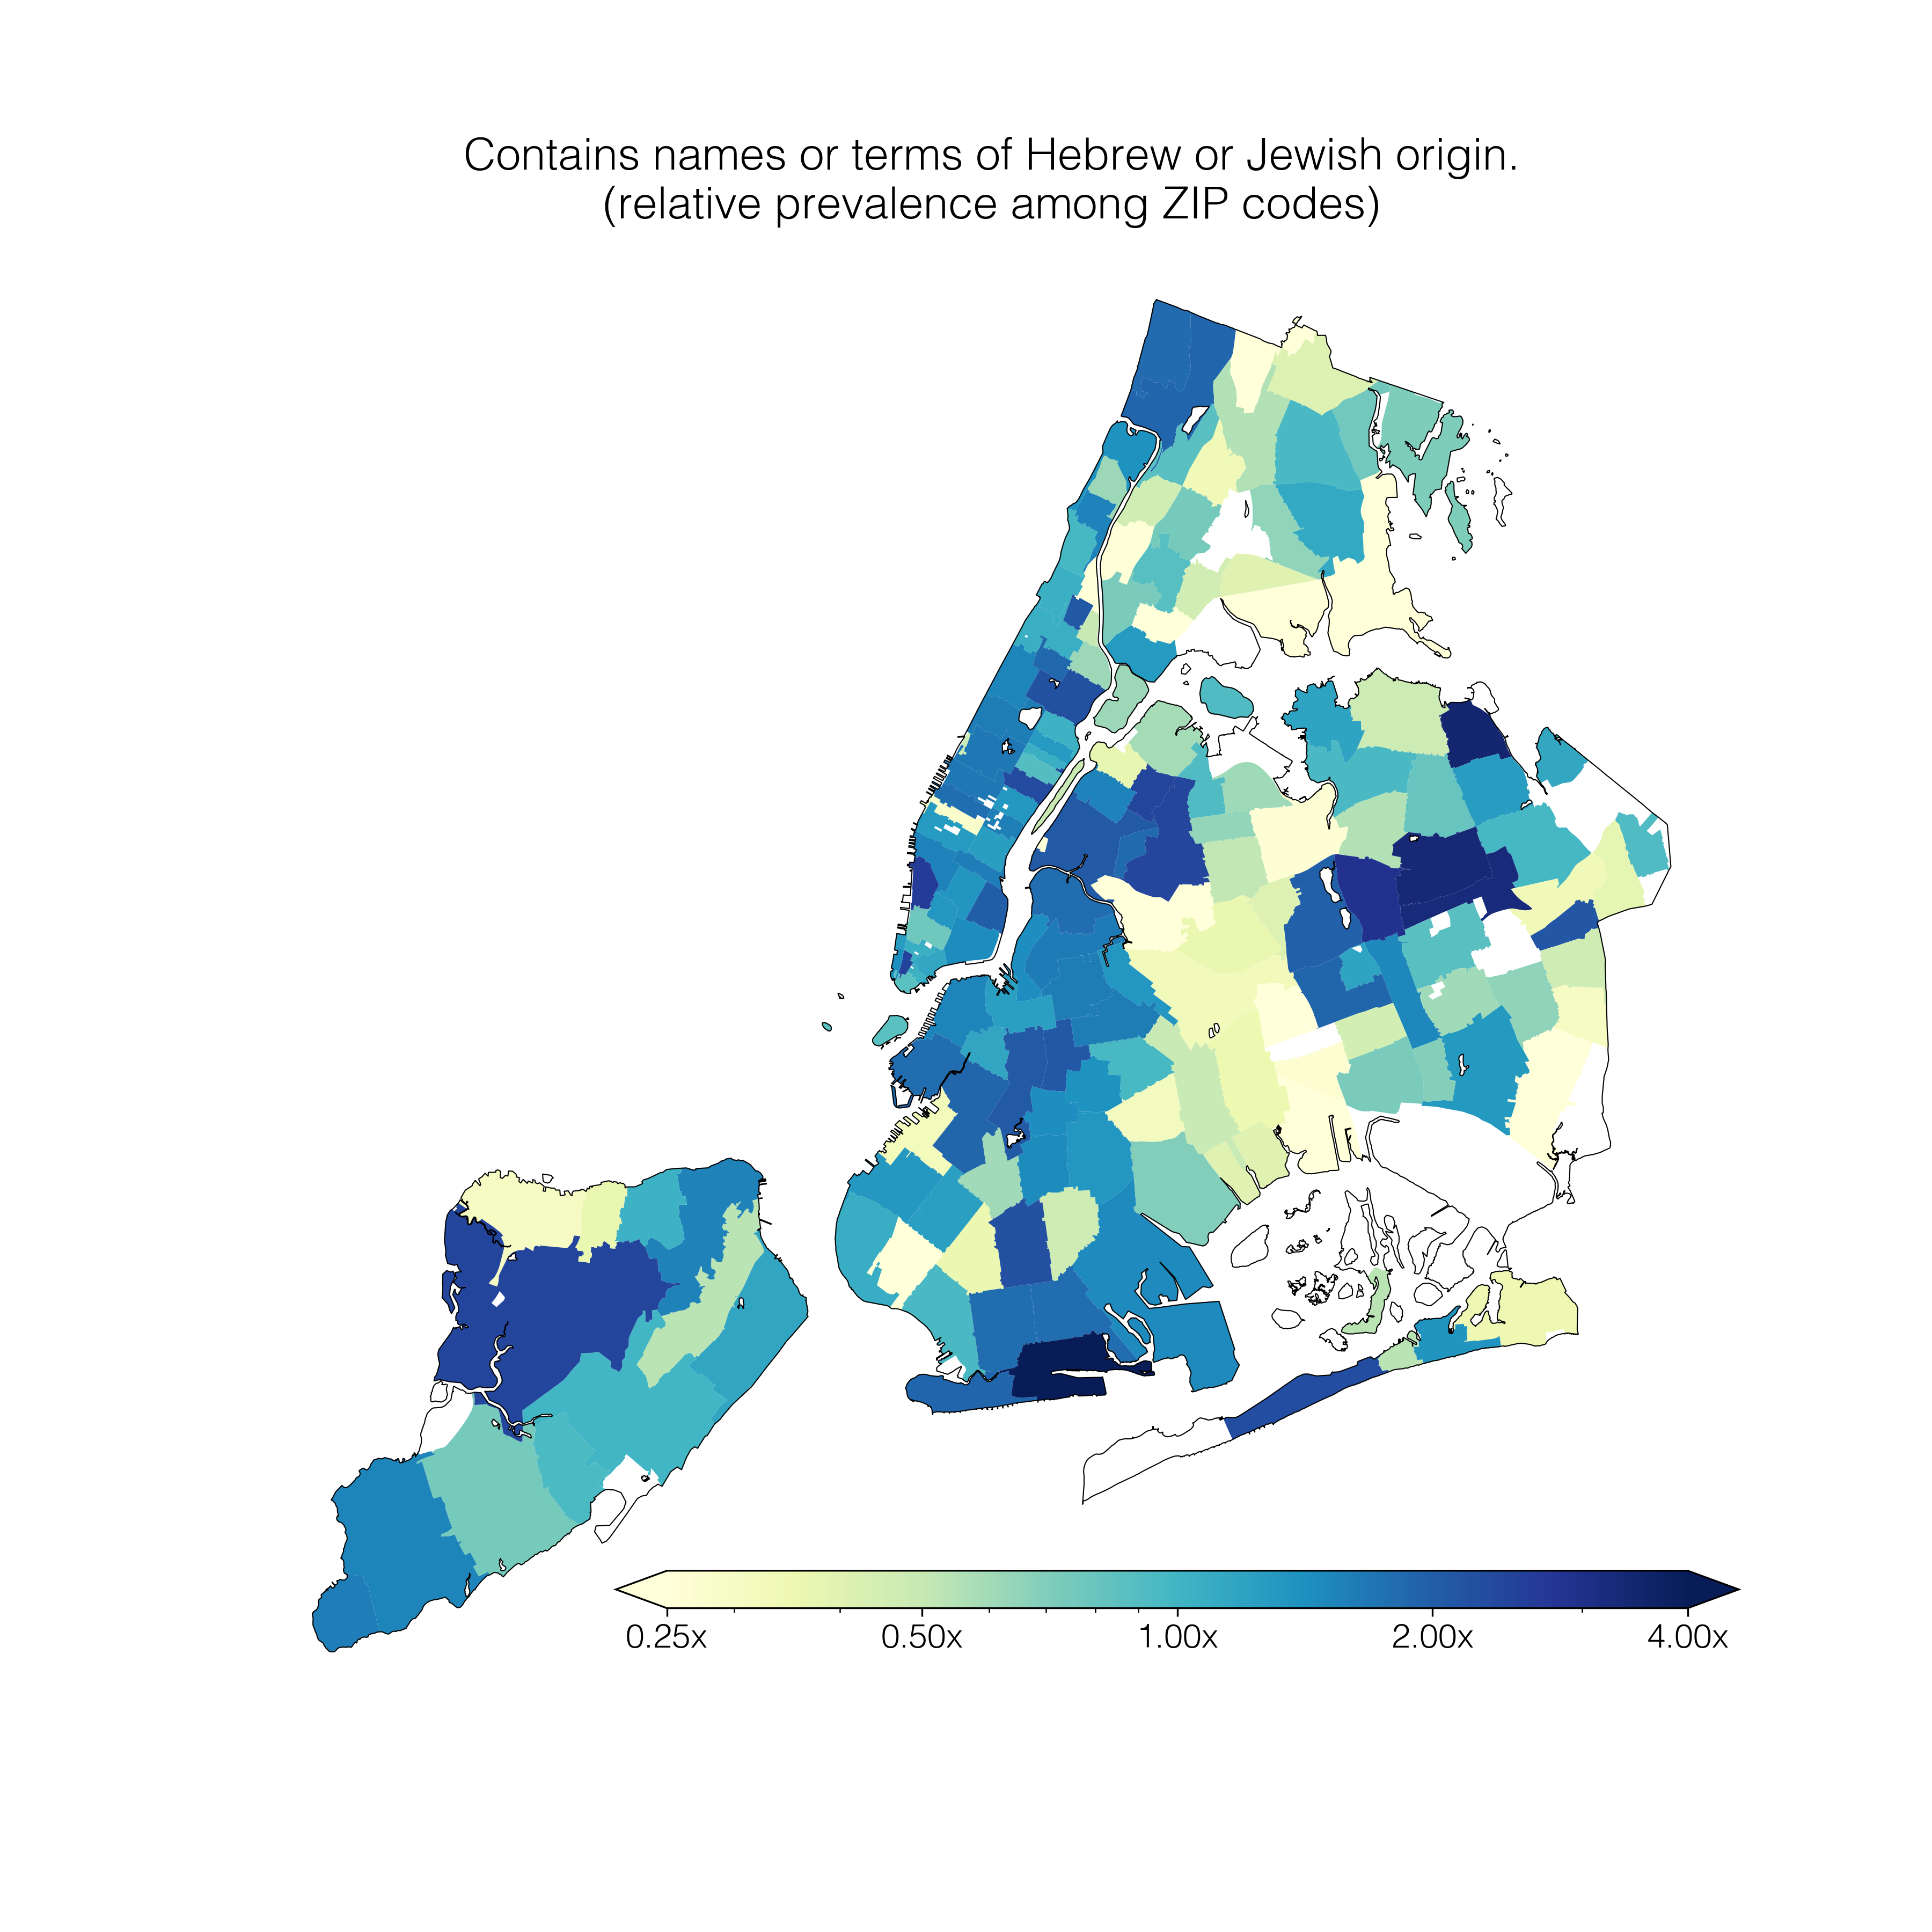 Contains names or terms of Hebrew or Jewish origin.
(relative prevalence among ZIP codes)
0.25x 0.50x 1.00x 2.00x 4.00x